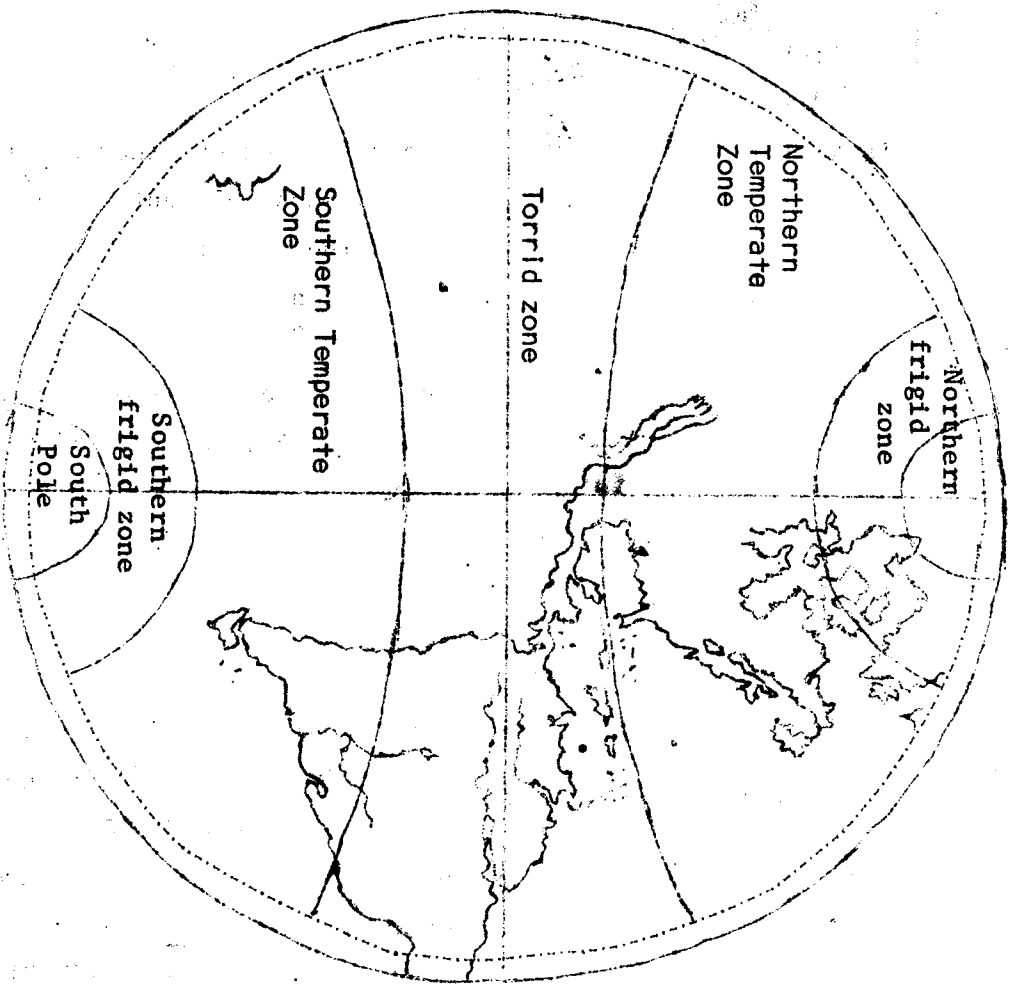 Northern
frigid
zone
Northern
Temperate
Zone
Torrid zone
Southern Temperate
Zone
Southern
frigid zone
South
Pole